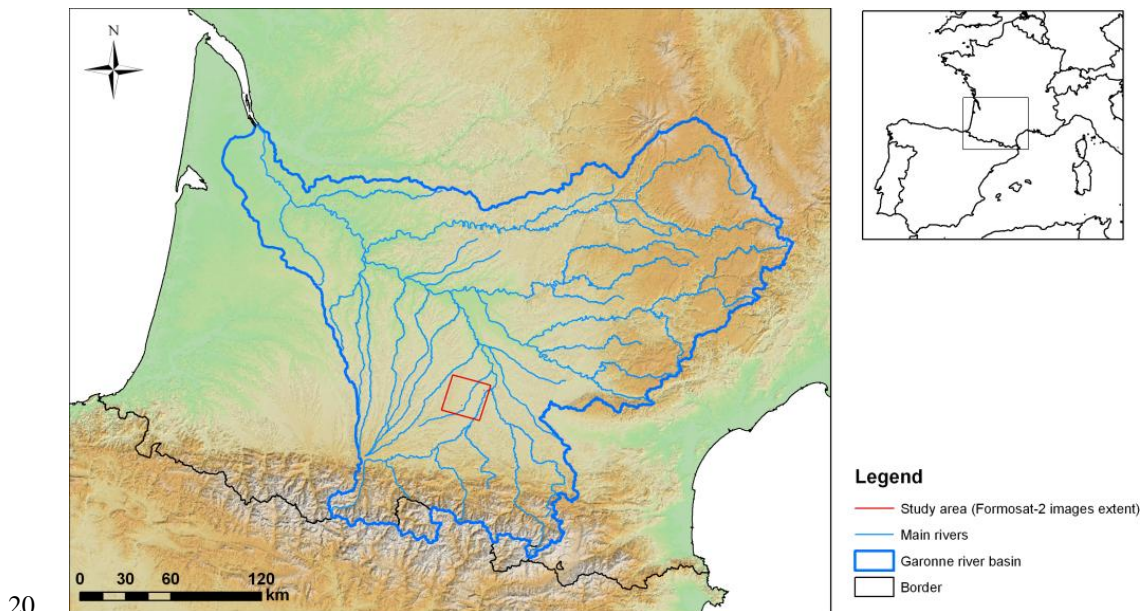 N
0 30 60 120
km
Legend
Study area (Formosat-2 images extent)
Main rivers
Garonne river basin
Border
20